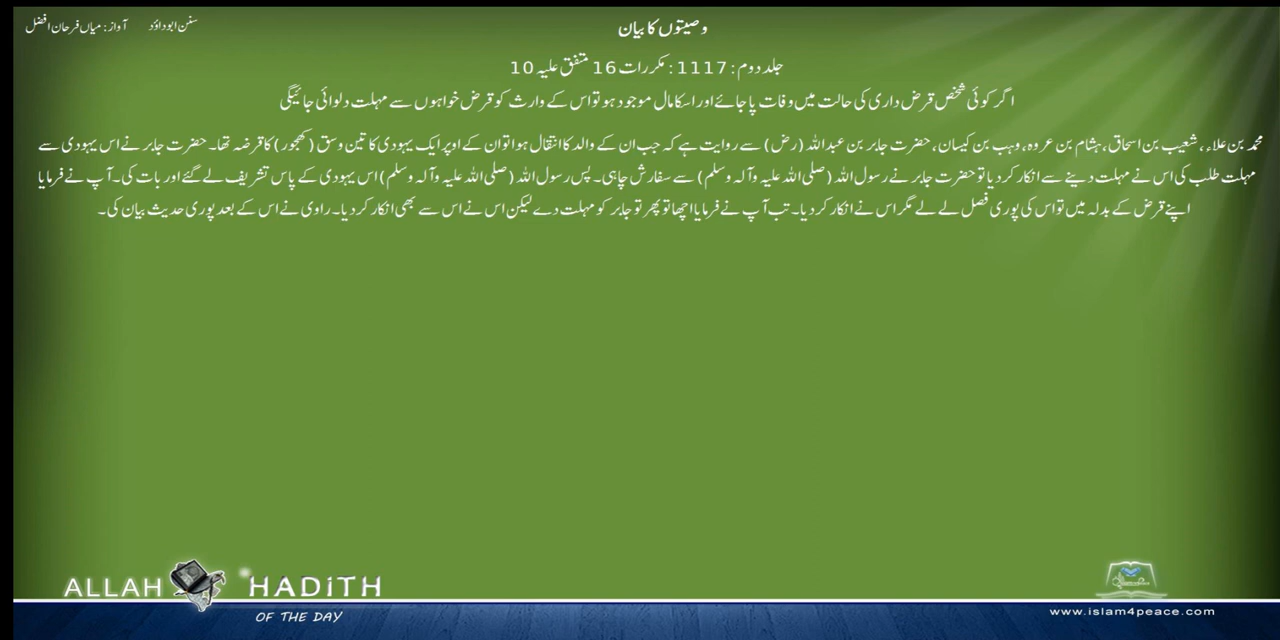 سنن ابوداؤد
آواز: میاں فرحان افضل
وصیتوں کا بیان
جلد دوم: 1117: مکررات 16 متفق علیہ 10
اگر کوئی شخص قرض داری کی حالت میں وفات پا جائے اور اسکا مال موجود ہو تو اس کے وارث کو قرض خواہوں سے مہلت دلوائی جائیگی
محمد بن علاء، شعیب بن اسحاق، ہشام بن عروہ، وہب بن کیسان، حضرت جابر بن عبداللہ (رض) سے روایت ہے کہ جب ان کے والد کا انتقال ہوا تو ان کے اوپر ایک یہودی کا تین وسق (کھجور) کا قرضہ تھا۔ حضرت جابر نے اس یہودی سے
مہلت طلب کی اس نے مہلت دینے سے انکار کردیا تو حضرت جابر نے رسول اللہ (صلی اللہ علیہ وآلہ وسلم) سے سفارش چاہی۔ پس رسول اللہ (صلی اللہ علیہ وآلہ وسلم) اس یہودی کے پاس تشریف لے گئے اور بات کی۔ آپ نے فرمایا
اپنے قرض کے بدلہ میں تو اس کی پوری فصل لے لے مگر اس نے انکار کردیا۔ تب آپ نے فرمایا اچھا تو پھر تو جابر کو مہلت دے لیکن اس نے اس سے بھی انکار کردیا۔ راوی نے اس کے بعد پوری حدیث بیان کی۔
ALLAH HADITH
OF THE DAY
www.islam4peace.com